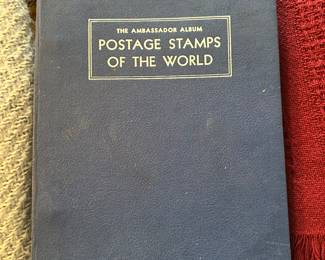 THE AMBASSADOR ALBUM
POSTAGE STAMPS
OF THE WORLD